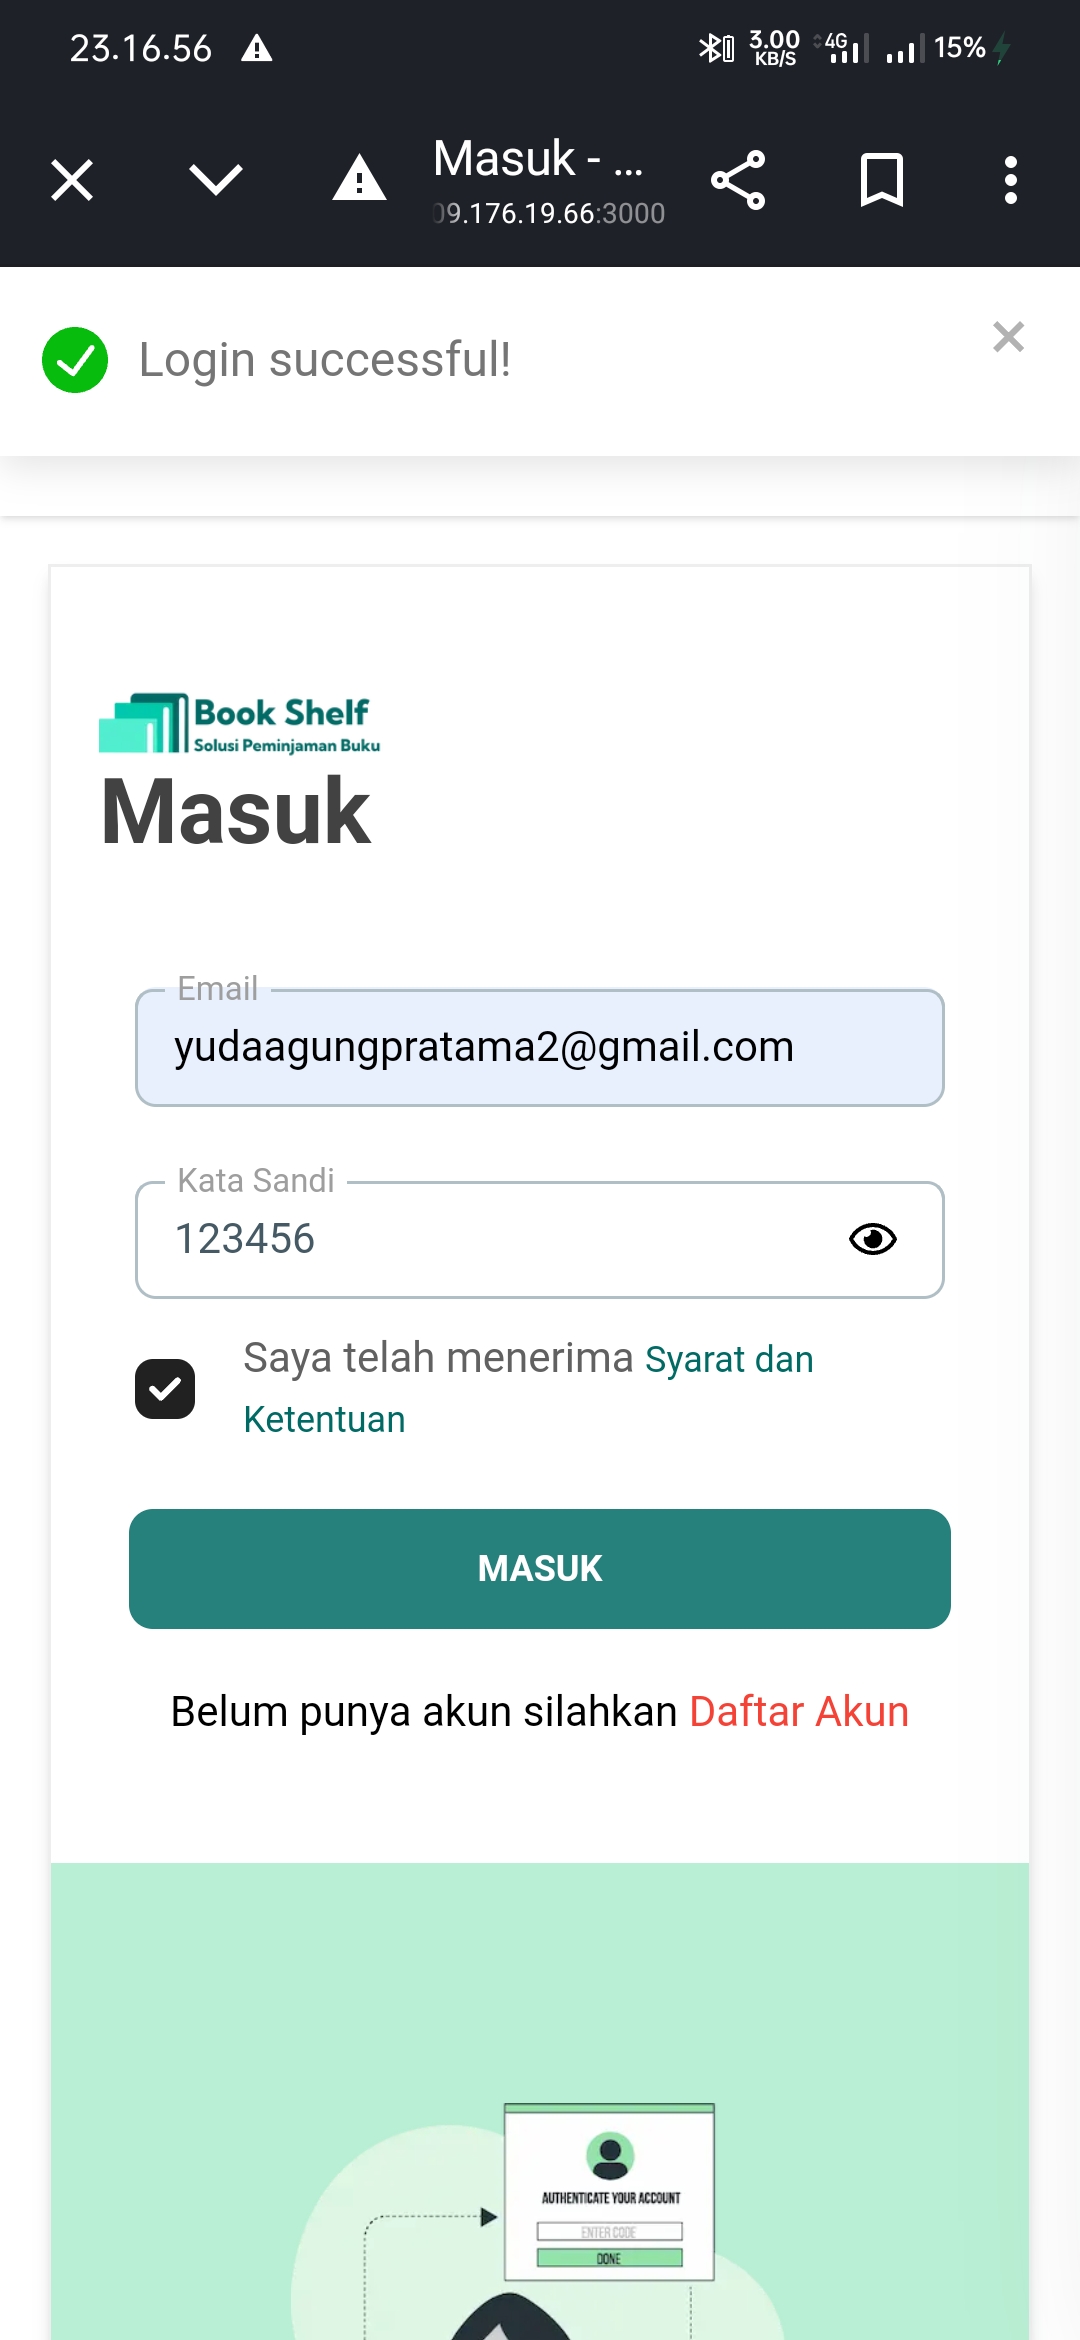 23.16.56
3.00 KB/S 4G 15%
Masuk - ...
09.176.19.66:3000
Login successful!
Book Shelf
Solusi Peminjaman Buku
Masuk
Email
yudaagungpratama2@gmail.com
Kata Sandi
123456
Saya telah menerima Syarat dan
Ketentuan
MASUK
Belum punya akun silahkan Daftar Akun
AUTHENTICATE YOUR ACCOUNT
ENTER CODE
DONE